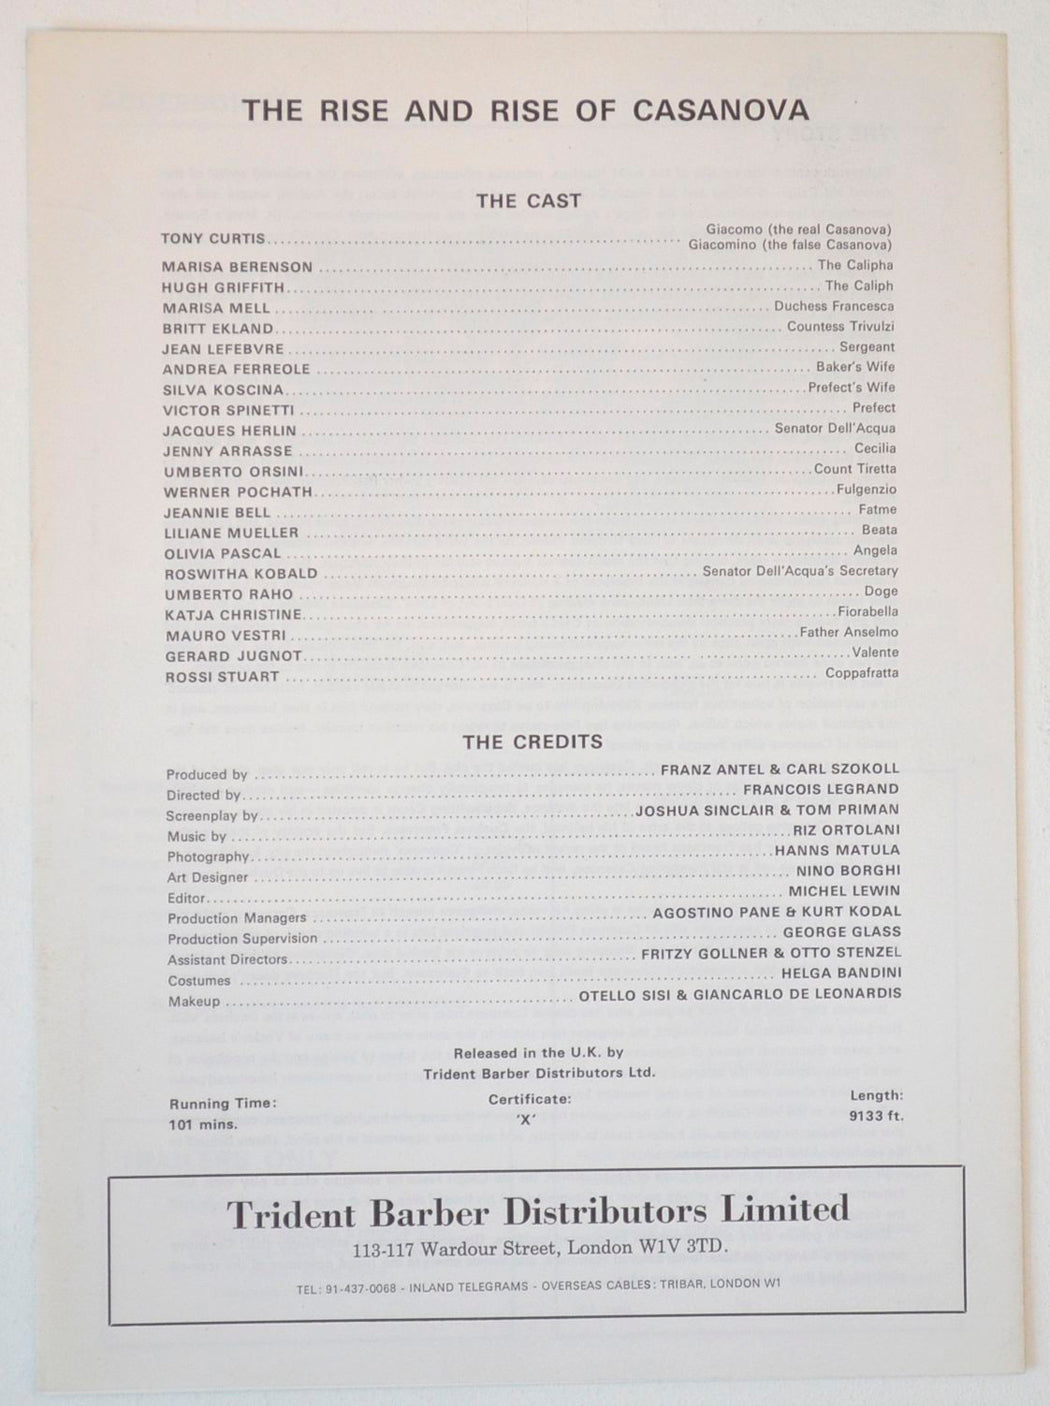 THE RISE AND RISE OF CASANOVA
THE CAST
TONY CURTIS Giacomo (the real Casanova)
Giacomino (the false Casanova)
MARISA BERENSON The Calipha
HUGH GRIFFITH The Caliph
MARISA MELL Duchess Francesca
BRITT EKLAND Countess Trivulzi
JEAN LEFEBVRE Sergeant
ANDREA FERREOLE Baker's Wife
SILVA KOSCINA Prefect's Wife
VICTOR SPINETTI Prefect
JACQUES HERLIN Senator Dell'Acqua
JENNY ARRASSE Cecilia
UMBERTO ORSINI Count Tiretta
WERNER POCHATH Fulgenzio
JEANNIE BELL Fatme
LILIANE MUELLER Beata
OLIVIA PASCAL Angela
ROSWITHA KOBALD Senator Dell'Acqua's Secretary
UMBERTO RAHO Doge
KATJA CHRISTINE Fiorabella
MAURO VESTRI Father Anselmo
GERARD JUGNOT Valente
ROSSI STUART Coppafratta
THE CREDITS
Produced by FRANZ ANTEL & CARL SZOKOLL
Directed by FRANCOIS LEGRAND
Screenplay by JOSHUA SINCLAIR & TOM PRIMAN
Music by RIZ ORTOLANI
Photography HANNS MATULA
Art Designer NINO BORGHI
Editor MICHEL LEWIN
Production Managers AGOSTINO PANE & KURT KODAL
Production Supervision GEORGE GLASS
Assistant Directors FRITZY GOLLNER & OTTO STENZEL
Costumes HELGA BANDINI
Makeup OTELLO SISI & GIANCARLO DE LEONARDIS
Released in the U.K. by
Trident Barber Distributors Ltd.
Running Time: Certificate: Length:
101 mins. 'X' 9133 ft.
Trident Barber Distributors Limited
113-117 Wardour Street, London W1V 3TD.
TEL: 91-437-0068 - INLAND TELEGRAMS - OVERSEAS CABLES: TRIBAR, LONDON W1